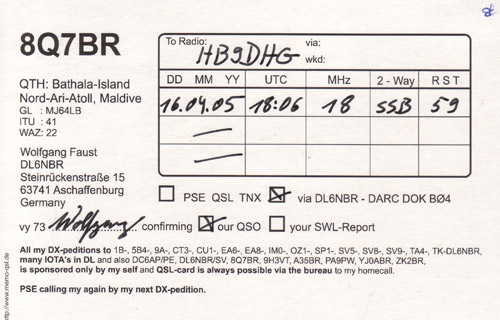 8Q7BR
To Radio: HB9DHG via:
wkd:
DD MM YY UTC MHz 2 - Way R S T
16.04.05 18:06 18 SSB 59
QTH: Bathala-Island
Nord-Ari-Atoll, Maldive
GL : MJ64LB
ITU : 41
WAZ: 22
Wolfgang Faust
DL6NBR
Steinrückenstraße 15
63741 Aschaffenburg
Germany
PSE QSL TNX via DL6NBR - DARC DOK BØ4
vy 73 Wolfgang confirming our QSO your SWL-Report
All my DX-peditions to 1B-, 5B4-, 9A-, CT3-, CU1-, EA6-, EA8-, IM0-, OZ1-, SP1-, SV5-, SV8-, SV9-, TA4-, TK-DL6NBR,
many IOTA's in DL and also DC6AP/PE, DL6NBR/SV, 8Q7BR, 9H3VT, A35BR, PA9PW, YJ0ABR, ZK2BR,
is sponsored only by my self and QSL-card is always possible via the bureau to my homecall.
PSE calling my again by my next DX-pedition.
http://www.memo-qsl.de